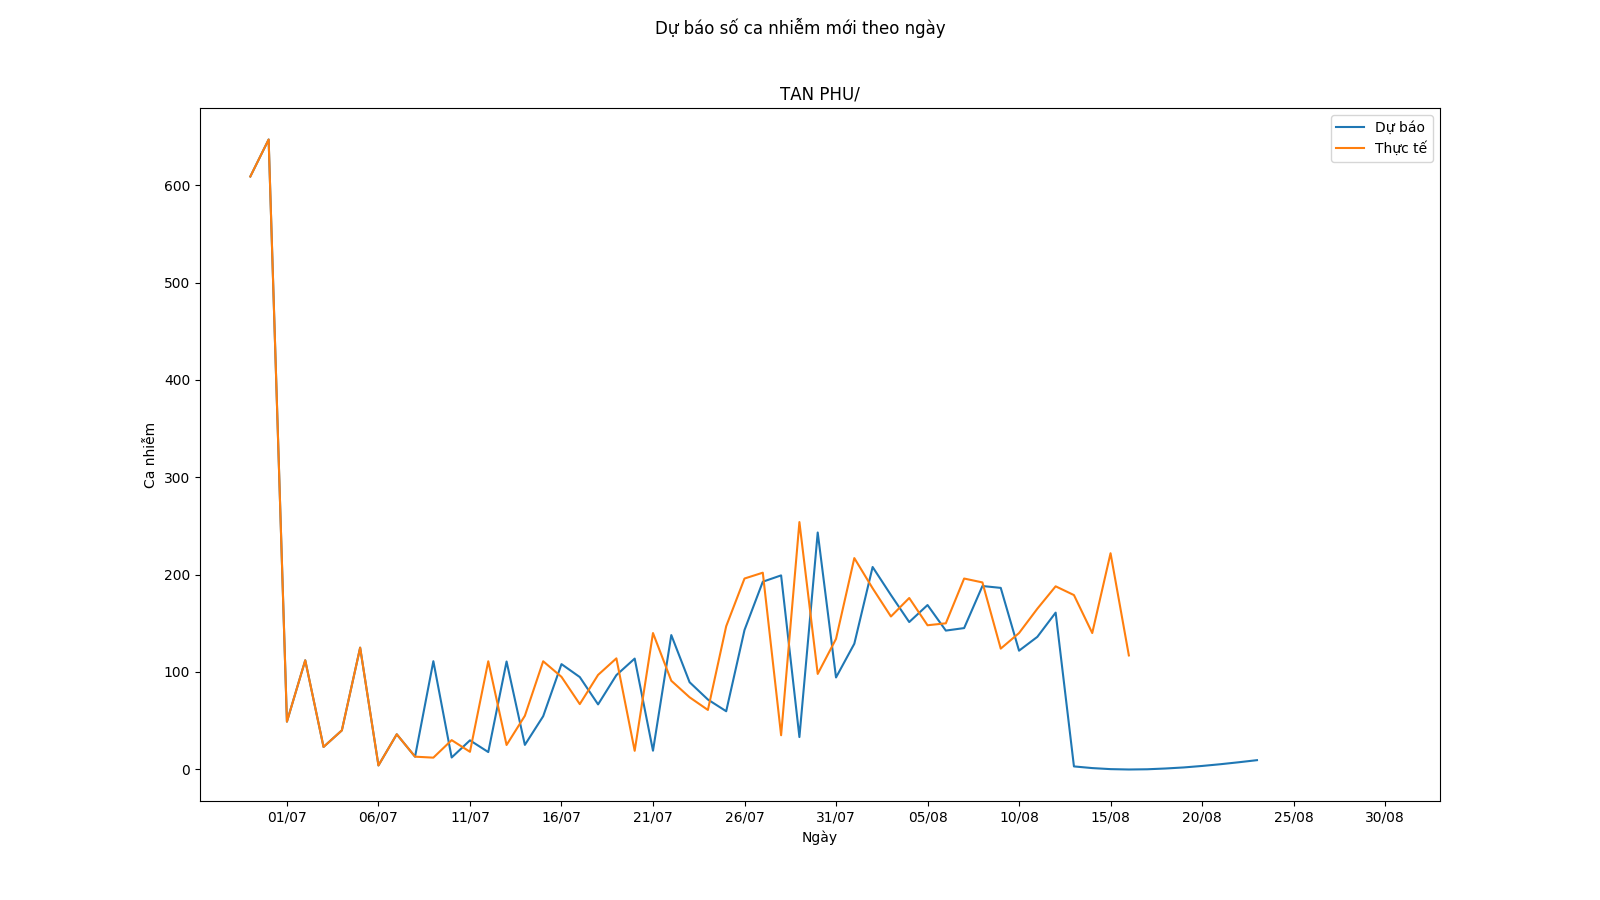 Dự báo số ca nhiễm mới theo ngày
TAN PHU/
Dự báo
Thực tế
600
500
400
300
200
100
0
Ca nhiễm
01/07 06/07 11/07 16/07 21/07 26/07 31/07 05/08 10/08 15/08 20/08 25/08 30/08
Ngày